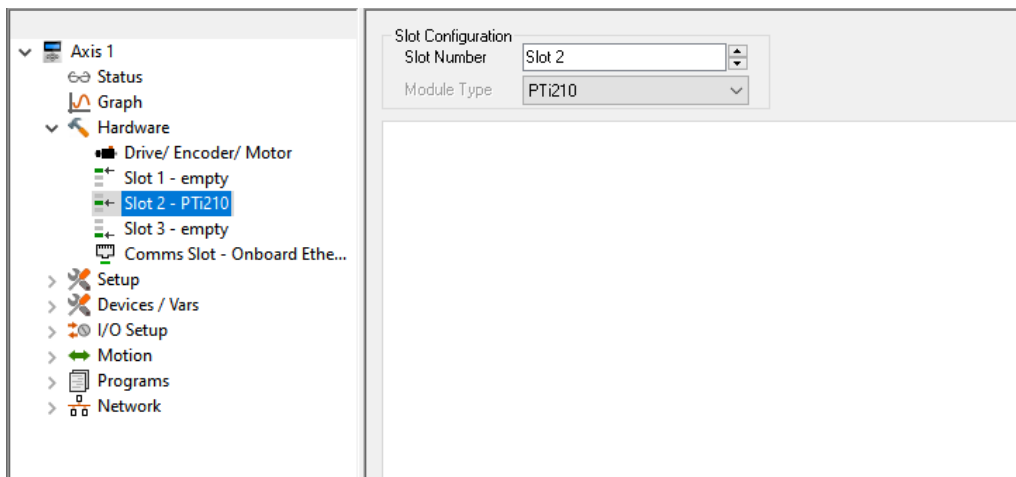 Axis 1
Status
Graph
Hardware
Drive/ Encoder/ Motor
Slot 1 - empty
Slot 2 - PTi210
Slot 3 - empty
Comms Slot - Onboard Ethe...
Setup
Devices / Vars
I/O Setup
Motion
Programs
Network
Slot Configuration
Slot Number Slot 2
Module Type PTi210